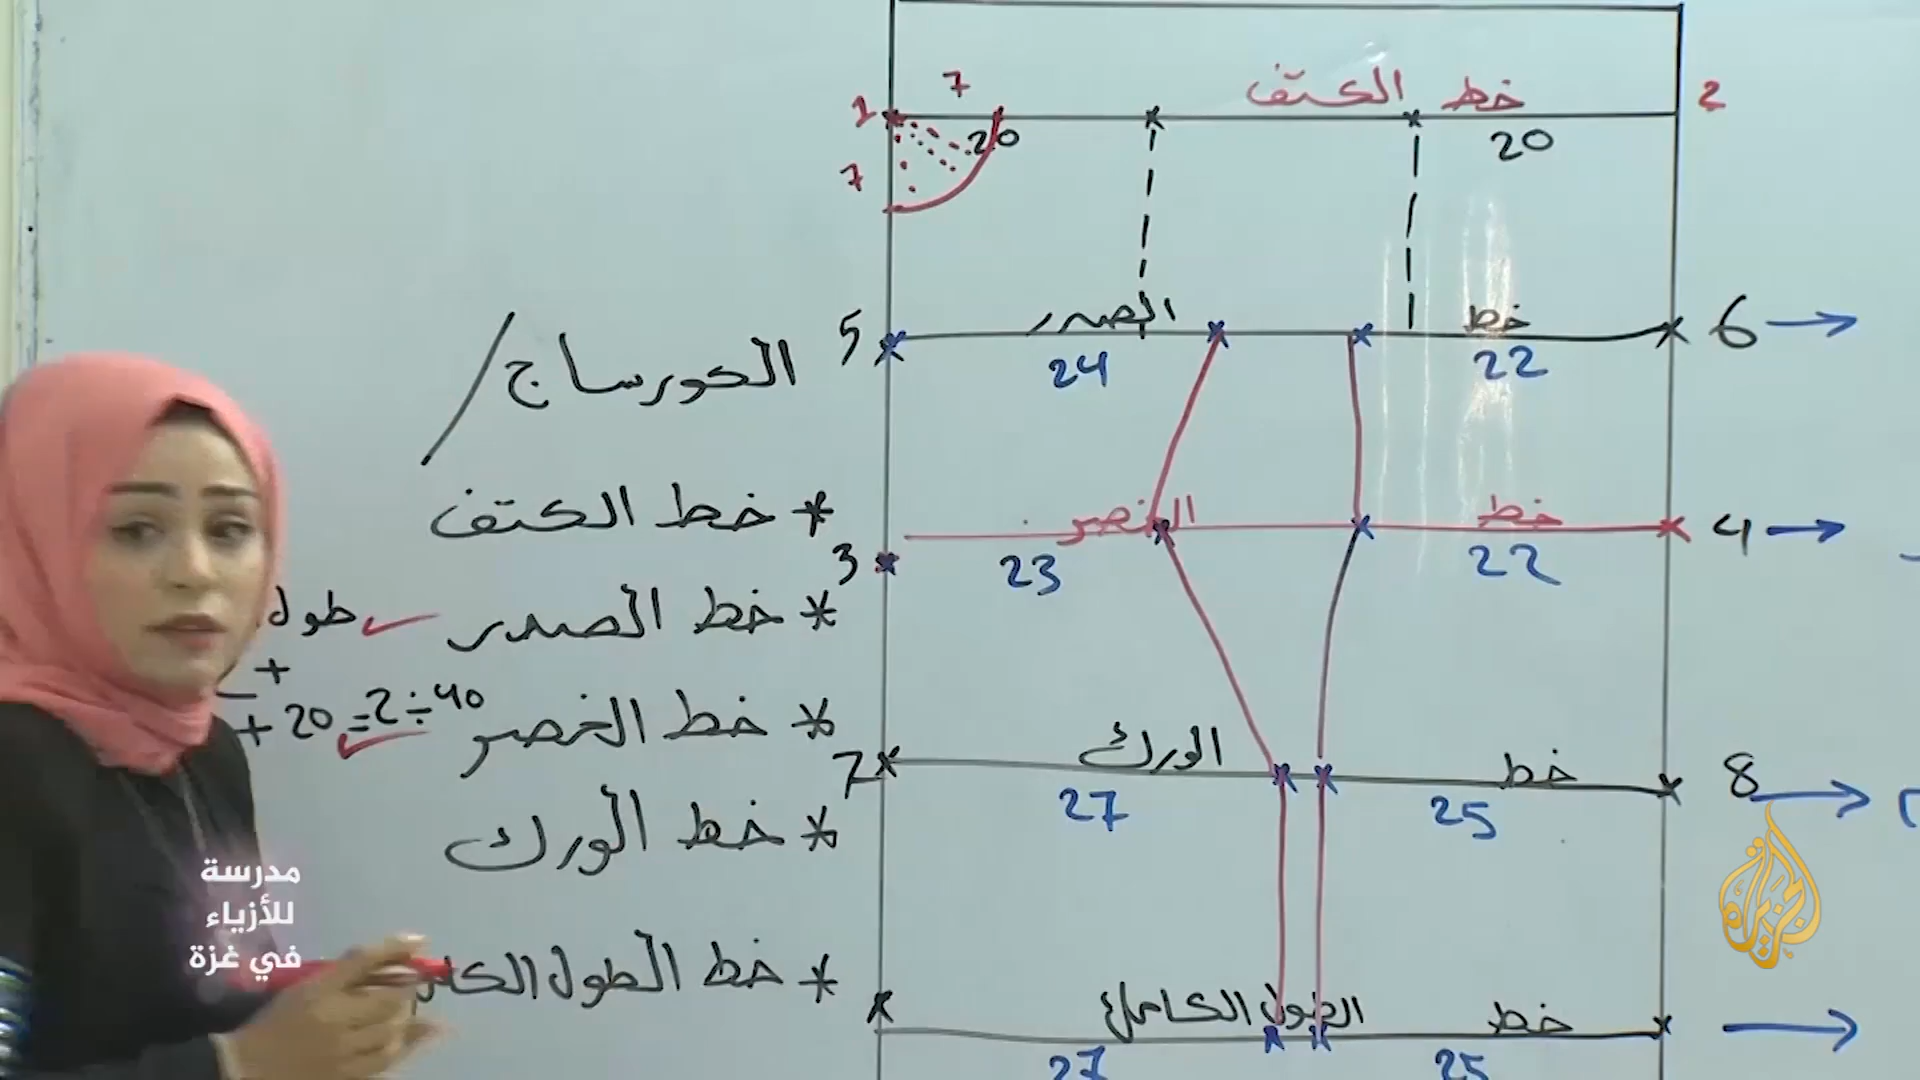 7
خط الكتف
1
2
20
20
7
خط الصدر
5
6
24
22
الكورساج /
* خط الكتف
خط الخصر
3
4
23
22
* خط الصدر
طول
+
* خط الخصر
40 ÷ 2 = 20 +
خط الورك
7
8
27
25
* خط الورك
مدرسة
للأزياء
في غزة
الجزيرة
* خط الطول
خط الطول الكامل
27
25